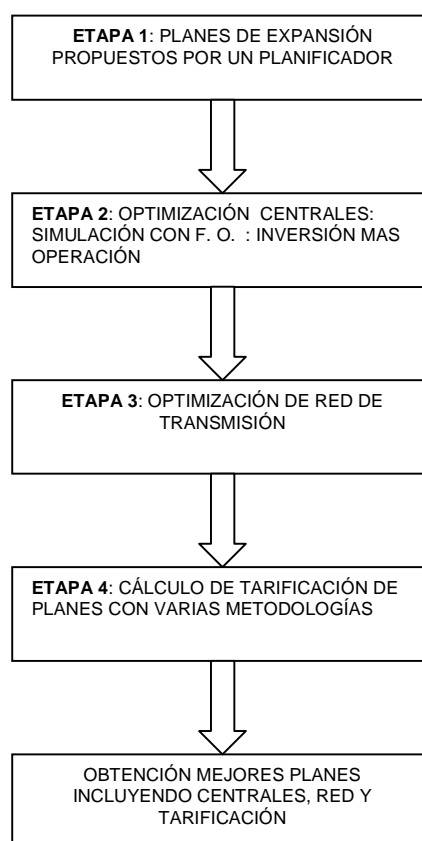 ETAPA 1: PLANES DE EXPANSIÓN
PROPUESTOS POR UN PLANIFICADOR
ETAPA 2: OPTIMIZACIÓN CENTRALES:
SIMULACIÓN CON F. O. : INVERSIÓN MAS
OPERACIÓN
ETAPA 3: OPTIMIZACIÓN DE RED DE
TRANSMISIÓN
ETAPA 4: CÁLCULO DE TARIFICACIÓN DE
PLANES CON VARIAS METODOLOGÍAS
OBTENCIÓN MEJORES PLANES
INCLUYENDO CENTRALES, RED Y
TARIFICACIÓN